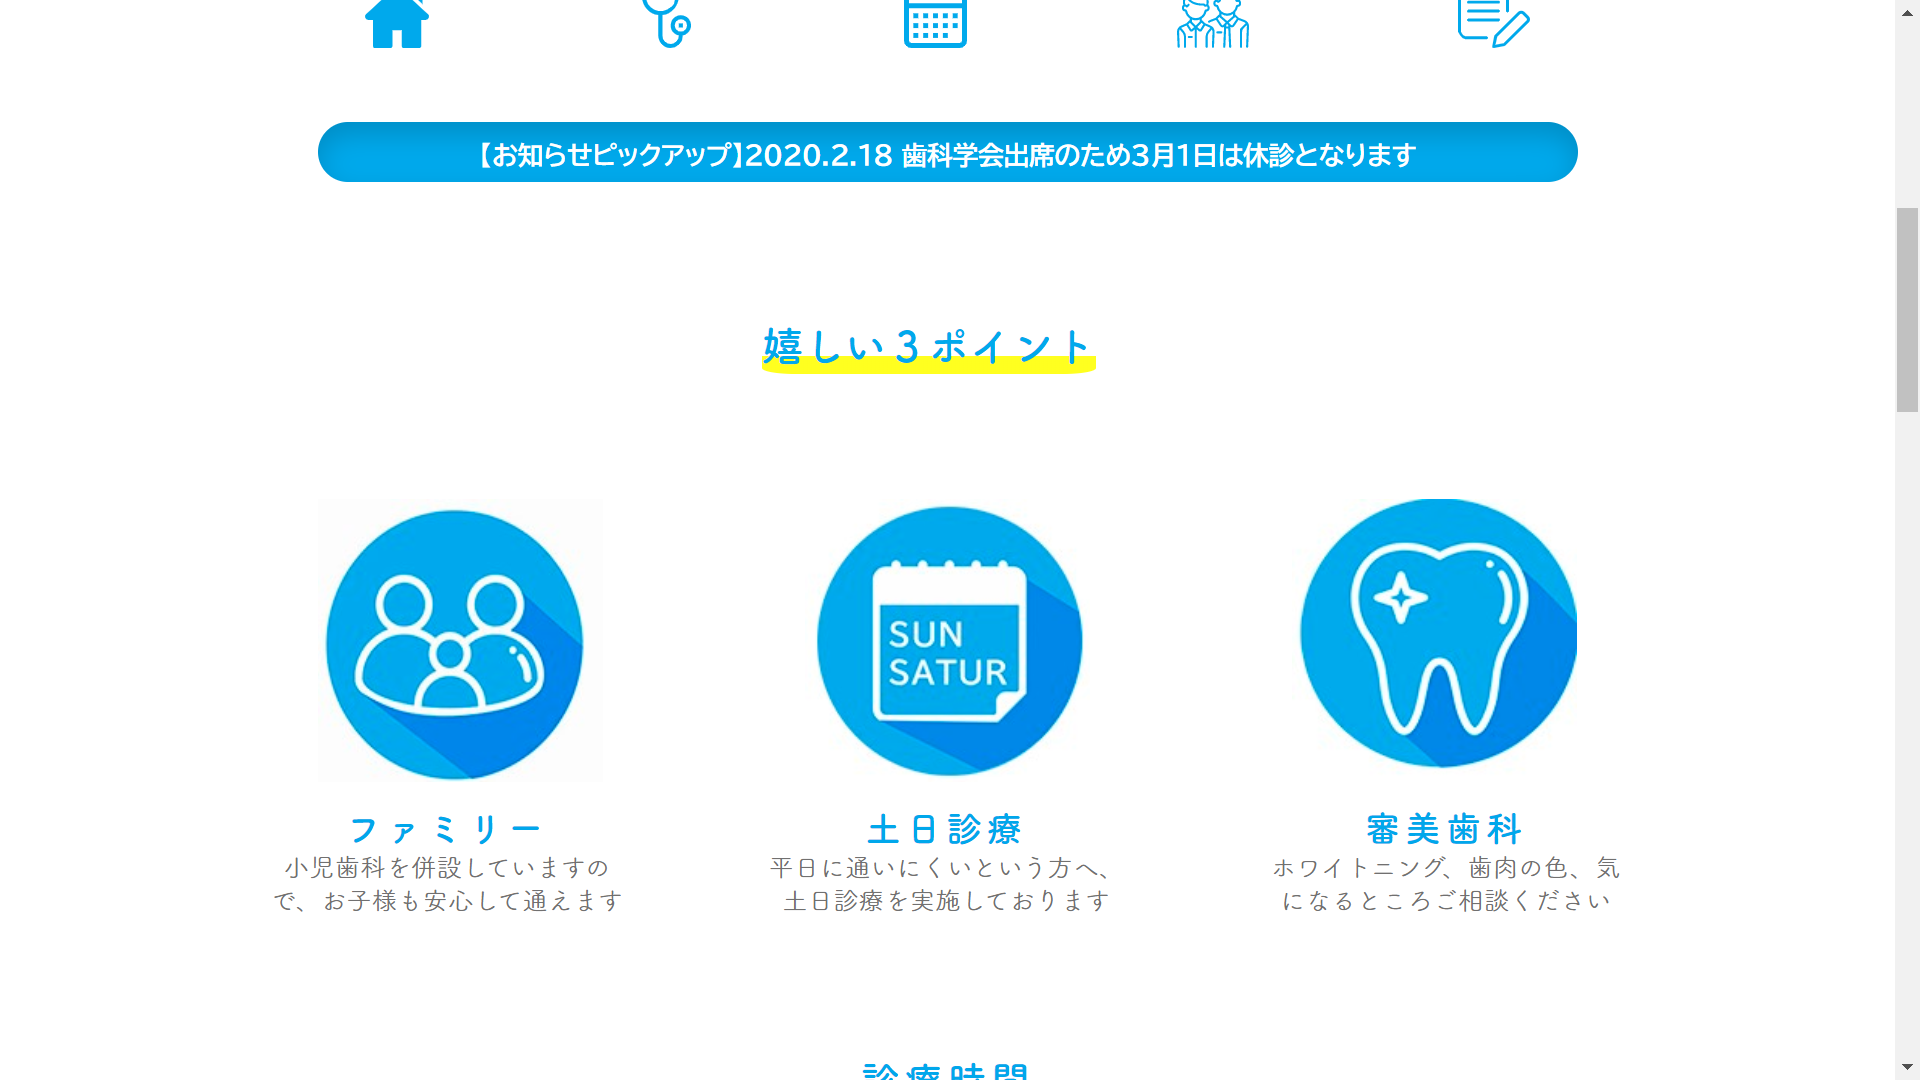 【お知らせピックアップ】2020.2.18 歯科学会出席のため3月1日は休診となります
嬉しい3ポイント
SUN
SATUR
ファミリー
小児歯科を併設していますの
で、お子様も安心して通えます
土日診療
平日に通いにくいという方へ、
土日診療を実施しております
審美歯科
ホワイトニング、歯肉の色、気
になるところご相談ください
診療時間